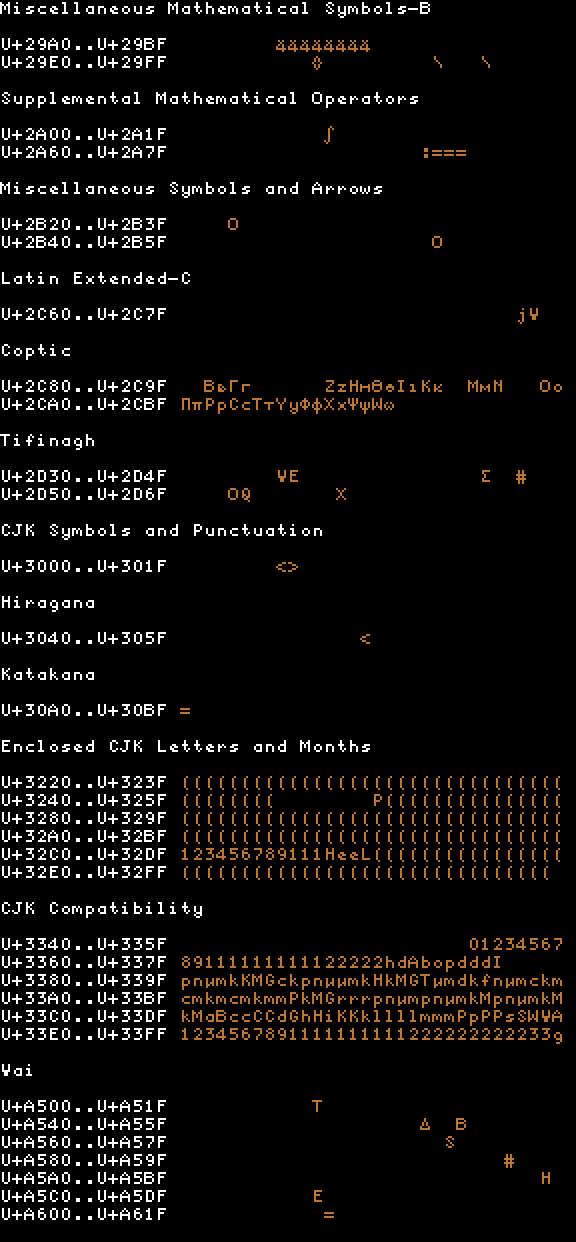 Miscellaneous Mathematical Symbols-B
U+29A0..U+29BF ääääääää
U+29E0..U+29FF ◊ \ \
Supplemental Mathematical Operators
U+2A00..U+2A1F ∫
U+2A60..U+2A7F :===
Miscellaneous Symbols and Arrows
U+2B20..U+2B3F O
U+2B40..U+2B5F O
Latin Extended-C
U+2C60..U+2C7F jV
Coptic
U+2C80..U+2C9F BвΓг ZzHнΘɵIıKк MмN Oo
U+2CA0..U+2CBF ΠπPpCcTтYyΦϕXxΨψWω
Tifinagh
U+2D30..U+2D4F VE Σ #
U+2D50..U+2D6F OQ X
CJK Symbols and Punctuation
U+3000..U+301F <>
Hiragana
U+3040..U+305F <
Katakana
U+30A0..U+30BF =
Enclosed CJK Letters and Months
U+3220..U+323F ((((((((((((((((((((((((((((((((
U+3240..U+325F (((((((( P(((((((((((((((
U+3280..U+329F ((((((((((((((((((((((((((((((((
U+32A0..U+32BF ((((((((((((((((((((((((((((((((
U+32C0..U+32DF 123456789111HeeL((((((((((((((((
U+32E0..U+32FF (((((((((((((((((((((((((((((((
CJK Compatibility
U+3340..U+335F 01234567
U+3360..U+337F 89111111111122222hdAbopdddI
U+3380..U+339F pnµmkKMGckpnµµmkHkMGTµmdkfnµmckm
U+33A0..U+33BF cmkmcmkmmPkMGrrrpnµmpnµmkMpnµmkM
U+33C0..U+33DF kMaBccCCdGhHiKKkllllmmmPpPPsSWVA
U+33E0..U+33FF 1234567891111111111222222222233g
Vai
U+A500..U+A51F T
U+A540..U+A55F Δ B
U+A560..U+A57F S
U+A580..U+A59F #
U+A5A0..U+A5BF H
U+A5C0..U+A5DF E
U+A600..U+A61F =